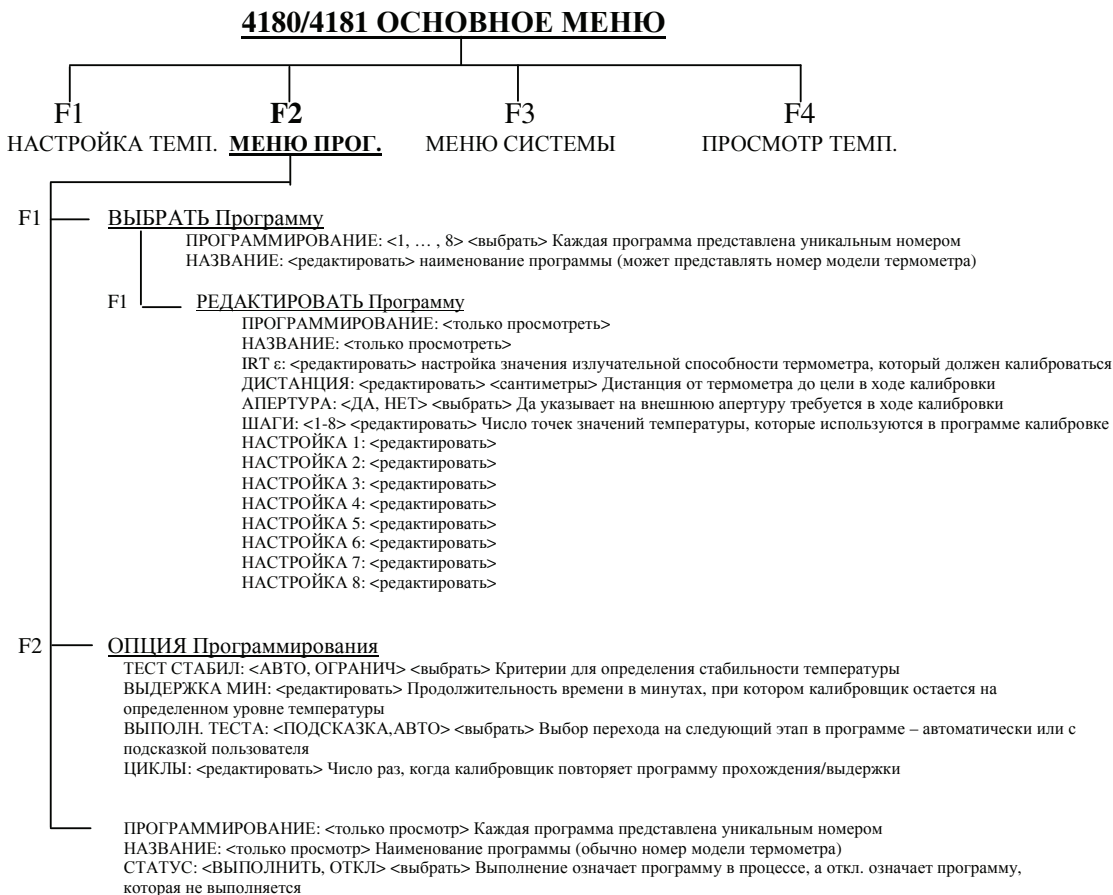 4180/4181 ОСНОВНОЕ МЕНЮ
F1 F2 F3 F4
НАСТРОЙКА ТЕМП. МЕНЮ ПРОГ. МЕНЮ СИСТЕМЫ ПРОСМОТР ТЕМП.
F1 ВЫБРАТЬ Программу
ПРОГРАММИРОВАНИЕ: <1, … , 8> <выбрать> Каждая программа представлена уникальным номером
НАЗВАНИЕ: <редактировать> наименование программы (может представлять номер модели термометра)
F1 РЕДАКТИРОВАТЬ Программу
ПРОГРАММИРОВАНИЕ: <только просмотреть>
НАЗВАНИЕ: <только просмотреть>
IRT ε: <редактировать> настройка значения излучательной способности термометра, который должен калиброваться
ДИСТАНЦИЯ: <редактировать> <сантиметры> Дистанция от термометра до цели в ходе калибровки
АПЕРТУРА: <ДА, НЕТ> <выбрать> Да указывает на внешнюю апертуру требуется в ходе калибровки
ШАГИ: <1-8> <редактировать> Число точек значений температуры, которые используются в программе калибровке
НАСТРОЙКА 1: <редактировать>
НАСТРОЙКА 2: <редактировать>
НАСТРОЙКА 3: <редактировать>
НАСТРОЙКА 4: <редактировать>
НАСТРОЙКА 5: <редактировать>
НАСТРОЙКА 6: <редактировать>
НАСТРОЙКА 7: <редактировать>
НАСТРОЙКА 8: <редактировать>
F2 ОПЦИЯ Программирования
ТЕСТ СТАБИЛ: <АВТО, ОГРАНИЧ> <выбрать> Критерии для определения стабильности температуры
ВЫДЕРЖКА МИН: <редактировать> Продолжительность времени в минутах, при котором калибровщик остается на
определенном уровне температуры
ВЫПОЛН. ТЕСТА: <ПОДСКАЗКА,АВТО> <выбрать> Выбор перехода на следующий этап в программе – автоматически или с
подсказкой пользователя
ЦИКЛЫ: <редактировать> Число раз, когда калибровщик повторяет программу прохождения/выдержки
ПРОГРАММИРОВАНИЕ: <только просмотр> Каждая программа представлена уникальным номером
НАЗВАНИЕ: <только просмотр> Наименование программы (обычно номер модели термометра)
СТАТУС: <ВЫПОЛНИТЬ, ОТКЛ> <выбрать> Выполнение означает программу в процессе, а откл. означает программу,
которая не выполняется